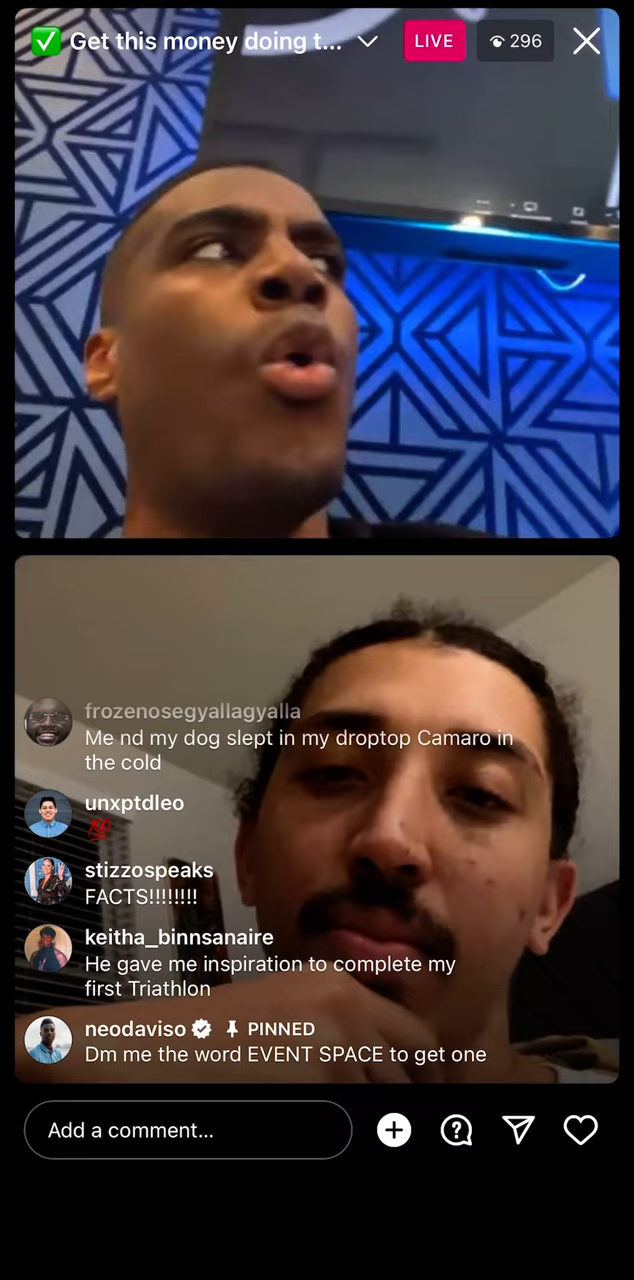 ✅ Get this money doing t...
LIVE
296
frozenosegyallagyalla
Me nd my dog slept in my droptop Camaro in
the cold
unxptdleo
💯
stizzospeaks
FACTS!!!!!!!!
keitha_binnsanaire
He gave me inspiration to complete my
first Triathlon
neodaviso PINNED
Dm me the word EVENT SPACE to get one
Add a comment...